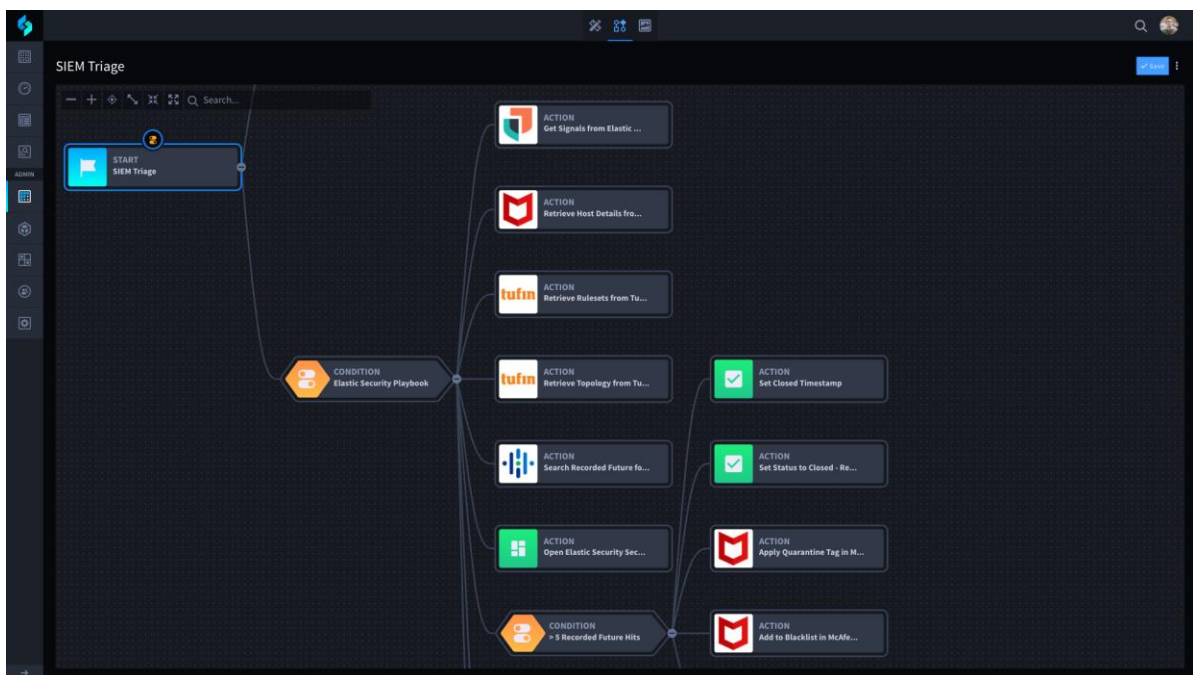 SIEM Triage
Save
Search...
START
SIEM Triage
ADMIN
ACTION
Get Signals from Elastic ...
ACTION
Retrieve Host Details fro...
tufin
ACTION
Retrieve Rulesets from Tu...
CONDITION
Elastic Security Playbook
tufin
ACTION
Retrieve Topology from Tu...
ACTION
Set Closed Timestamp
ACTION
Search Recorded Future fo...
ACTION
Set Status to Closed - Re...
ACTION
Open Elastic Security Sec...
ACTION
Apply Quarantine Tag in M...
CONDITION
> 5 Recorded Future Hits
ACTION
Add to Blacklist in McAfe...